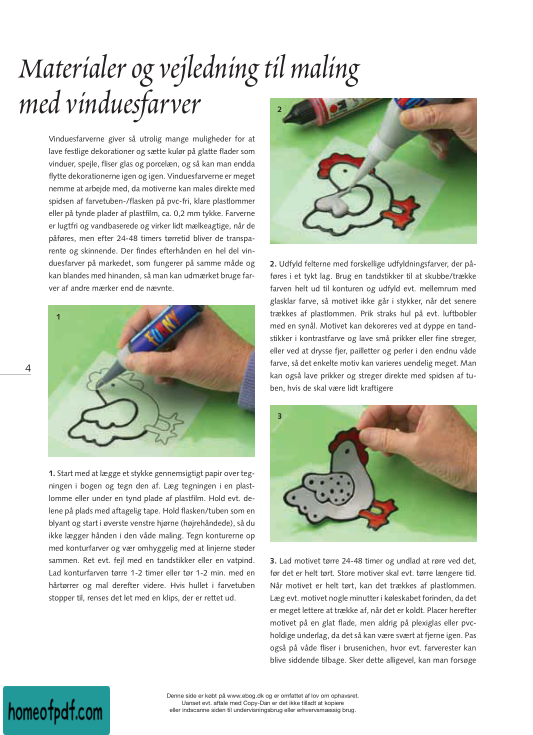 Materialer og vejledning til maling
med vinduesfarver
Vinduesfarverne giver så utrolig mange muligheder for at
lave festlige dekorationer og sætte kulør på glatte flader som
vinduer, spejle, fliser glas og porcelæn, og så kan man endda
flytte dekorationerne igen og igen. Vinduesfarverne er meget
nemme at arbejde med, da motiverne kan males direkte med
spidsen af farvetuben-/flasken på pvc-fri, klare plastlommer
eller på tynde plader af plastfilm, ca. 0,2 mm tykke. Farverne
er lugtfri og vandbaserede og virker lidt mælkeagtige, når de
påføres, men efter 24-48 timers tørretid bliver de transpa-
rente og skinnende. Der findes efterhånden en hel del vin-
duesfarver på markedet, som fungerer på samme måde og
kan blandes med hinanden, så man kan udmærket bruge far-
ver af andre mærker end de nævnte.
1
FUNNY
4
1. Start med at lægge et stykke gennemsigtigt papir over teg-
ningen i bogen og tegn den af. Læg tegningen i en plast-
lomme eller under en tynd plade af plastfilm. Hold evt. de-
lene på plads med aftagelig tape. Hold flasken/tuben som en
blyant og start i øverste venstre hjørne (højrehåndede), så du
ikke lægger hånden i den våde maling. Tegn konturerne op
med konturfarver og vær omhyggelig med at linjerne støder
sammen. Ret evt. fejl med en tandstikker eller en vatpind.
Lad konturfarven tørre 1-2 timer eller tør 1-2 min. med en
hårtørrer og mal derefter videre. Hvis hullet i farvetuben
stopper til, renses det let med en klips, der er rettet ud.
2
2. Udfyld felterne med forskellige udfyldningsfarver, der på-
føres i et tykt lag. Brug en tandstikker til at skubbe/trække
farven helt ud til konturen og udfyld evt. mellemrum med
glasklar farve, så motivet ikke går i stykker, når det senere
trækkes af plastlommen. Prik straks hul på evt. luftbobler
med en synål. Motivet kan dekoreres ved at dyppe en tand-
stikker i kontrastfarve og lave små prikker eller fine streger,
eller ved at drysse fjer, pailletter og perler i den endnu våde
farve, så det enkelte motiv kan varieres uendelig meget. Man
kan også lave prikker og streger direkte med spidsen af tu-
ben, hvis de skal være lidt kraftigere
3
3. Lad motivet tørre 24-48 timer og undlad at røre ved det,
før det er helt tørt. Store motiver skal evt. tørre længere tid.
Når motivet er helt tørt, kan det trækkes af plastlommen.
Læg evt. motivet nogle minutter i køleskabet forinden, da det
er meget lettere at trække af, når det er koldt. Placer herefter
motivet på en glat flade, men aldrig på plexiglas eller pvc-
holdige underlag, da det så kan være svært at fjerne igen. Pas
også på våde fliser i brusenichen, hvor evt. farverester kan
blive siddende tilbage. Sker dette alligevel, kan man forsøge
Denne side er købt på www.ebog.dk og er omfattet af lov om ophavsret.
Uanset evt. aftale med Copy-Dan er det ikke tilladt at kopiere
eller indscanne siden til undervisningsbrug eller erhvervsmæssig brug.
homeofpdf.com